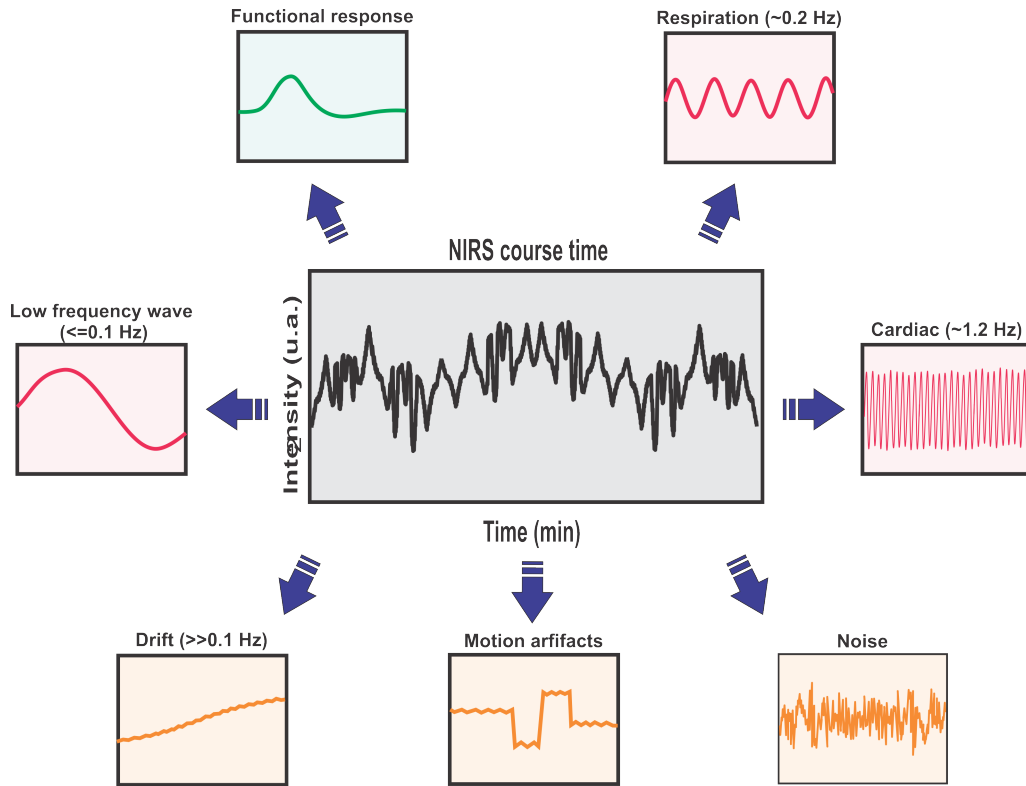 Functional response
Respiration (~0.2 Hz)
NIRS course time
Low frequency wave
(<=0.1 Hz)
Intensity (u.a.)
Cardiac (~1.2 Hz)
Time (min)
Drift (>>0.1 Hz)
Motion arfifacts
Noise